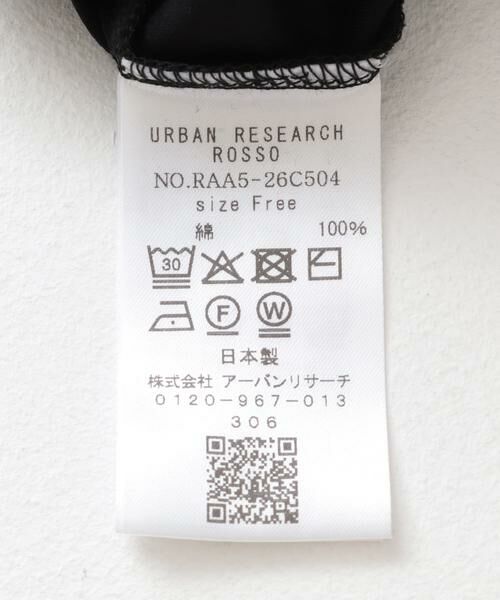 URBAN RESEARCH
ROSSO
NO.RAA5-26C504
size Free
綿 100%
30
F W
日本製
株式会社 アーバンリサーチ
0120-967-013
306